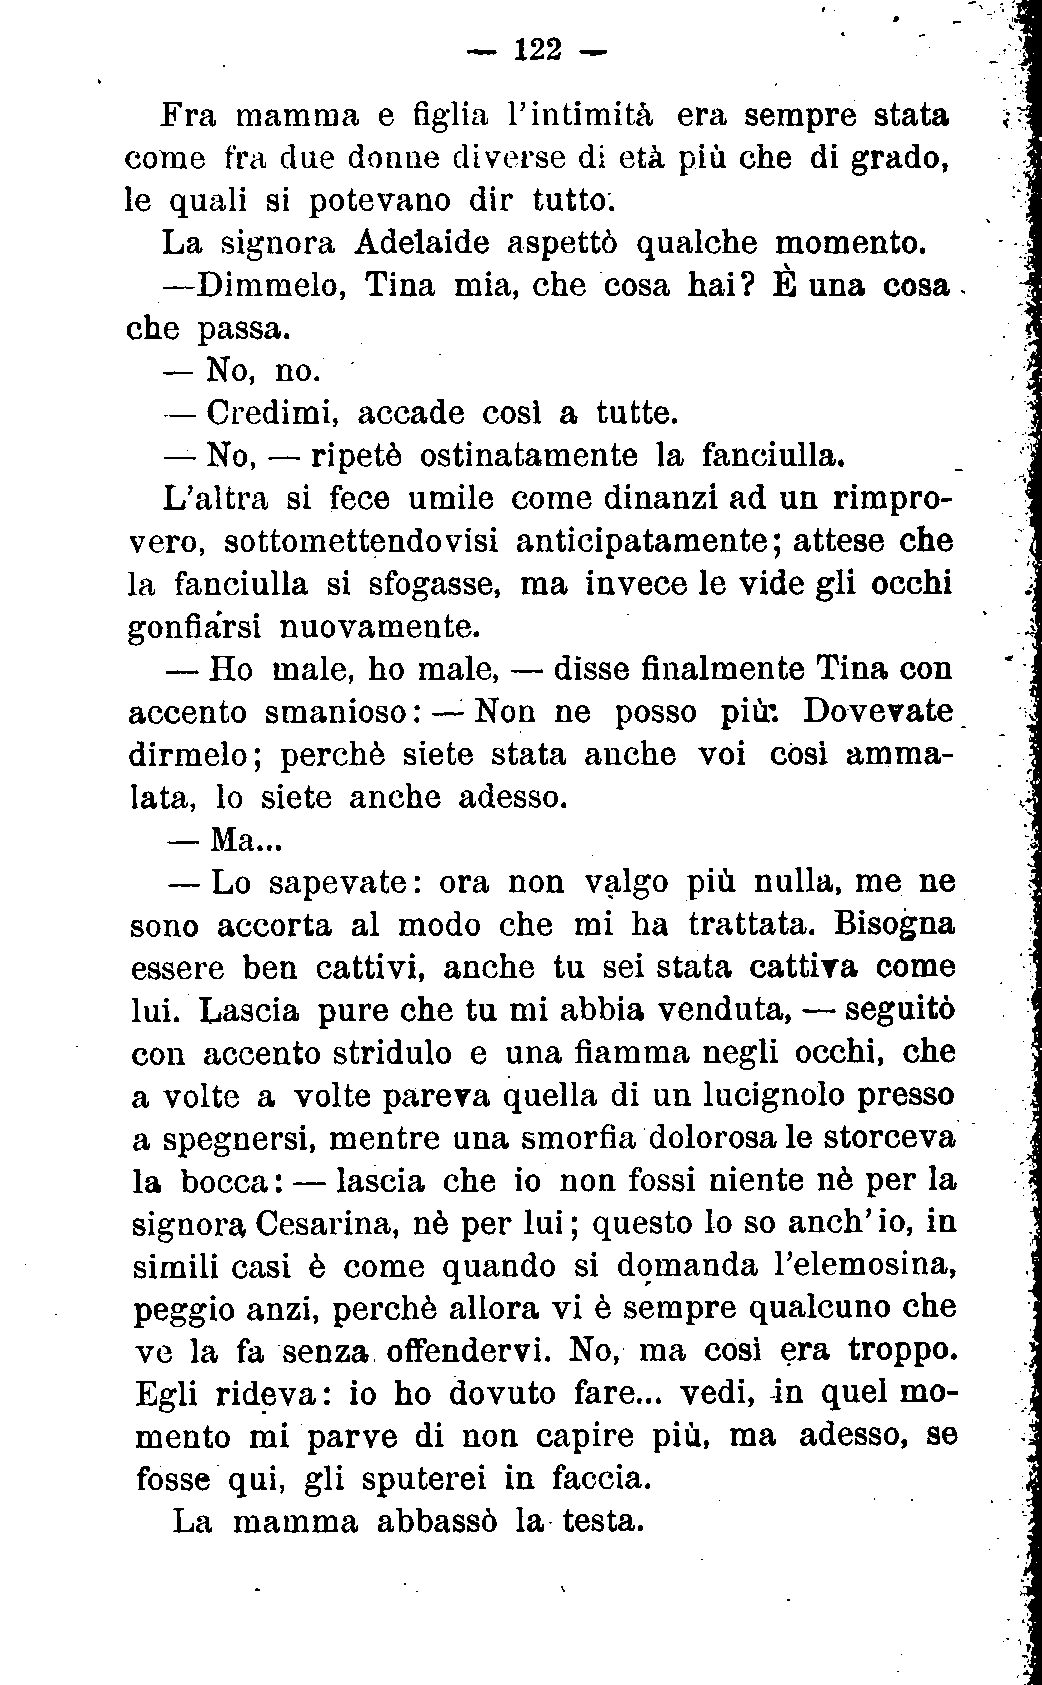 — 122 —
Fra mamma e figlia l'intimità era sempre stata
come fra due donne diverse di età più che di grado,
le quali si potevano dir tutto.
La signora Adelaide aspettò qualche momento.
—Dimmelo, Tina mia, che cosa hai? È una cosa
che passa.
— No, no.
— Credimi, accade così a tutte.
— No, — ripetè ostinatamente la fanciulla.
L'altra si fece umile come dinanzi ad un rimpro-
vero, sottomettendovisi anticipatamente; attese che
la fanciulla si sfogasse, ma invece le vide gli occhi
gonfiarsi nuovamente.
— Ho male, ho male, — disse finalmente Tina con
accento smanioso: — Non ne posso più. Dovevate
dirmelo; perchè siete stata anche voi così amma-
lata, lo siete anche adesso.
— Ma...
— Lo sapevate: ora non valgo più nulla, me ne
sono accorta al modo che mi ha trattata. Bisogna
essere ben cattivi, anche tu sei stata cattiva come
lui. Lascia pure che tu mi abbia venduta, — seguitò
con accento stridulo e una fiamma negli occhi, che
a volte a volte pareva quella di un lucignolo presso
a spegnersi, mentre una smorfia dolorosa le storceva
la bocca: — lascia che io non fossi niente nè per la
signora Cesarina, nè per lui; questo lo so anch'io, in
simili casi è come quando si domanda l'elemosina,
peggio anzi, perchè allora vi è sempre qualcuno che
ve la fa senza offendervi. No, ma così era troppo.
Egli rideva: io ho dovuto fare... vedi, in quel mo-
mento mi parve di non capire più, ma adesso, se
fosse qui, gli sputerei in faccia.
La mamma abbassò la testa.